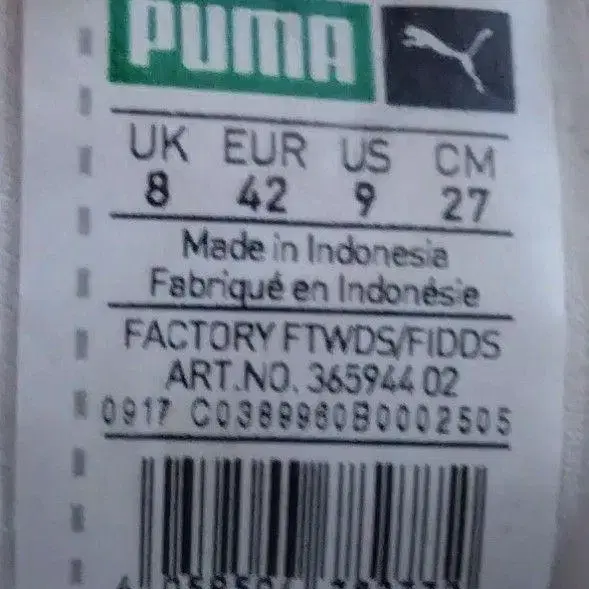 PUMA
UK EUR US CM
8 42 9 27
Made in Indonesia
Fabriqué en Indonésie
FACTORY FTWDS/FIDDS
ART.NO. 365944 02
0917 C0389960B0002505